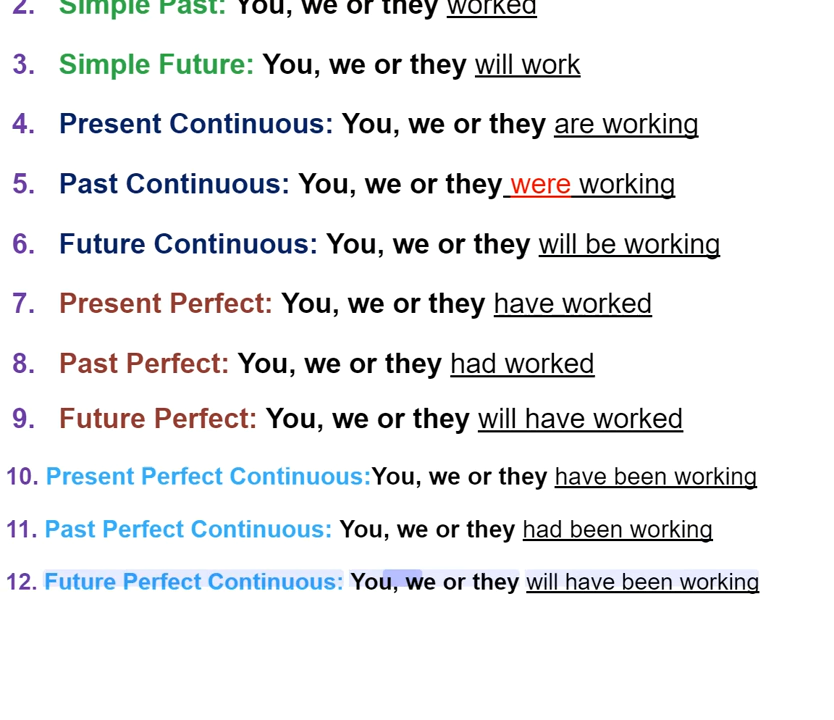 2. Simple Past: You, we or they worked
3. Simple Future: You, we or they will work
4. Present Continuous: You, we or they are working
5. Past Continuous: You, we or they were working
6. Future Continuous: You, we or they will be working
7. Present Perfect: You, we or they have worked
8. Past Perfect: You, we or they had worked
9. Future Perfect: You, we or they will have worked
10. Present Perfect Continuous:You, we or they have been working
11. Past Perfect Continuous: You, we or they had been working
12. Future Perfect Continuous: You, we or they will have been working